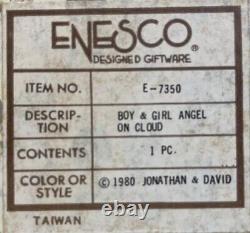 ENESCO®
DESIGNED GIFTWARE
ITEM NO. E-7350
DESCRIP- BOY & GIRL ANGEL
TION ON CLOUD
CONTENTS 1 PC.
COLOR OR © 1980 JONATHAN & DAVID
STYLE
TAIWAN